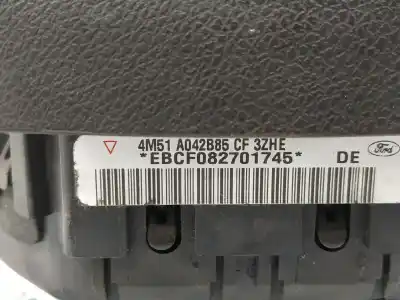 4M51 A042B85 CF 3ZHE
*EBCF082701745* DE Ford